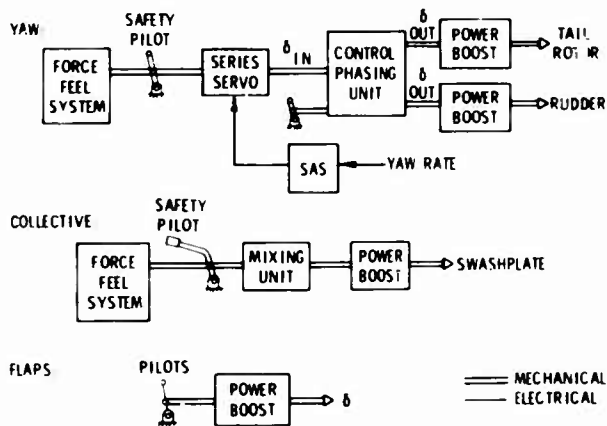 YAW
SAFETY
PILOT
FORCE
FEEL
SYSTEM
SERIES
SERVO
δ IN
CONTROL
PHASING
UNIT
δ
OUT
POWER
BOOST
TAIL
ROTOR
δ
OUT
POWER
BOOST
RUDDER
SAS
YAW RATE
COLLECTIVE
SAFETY
PILOT
FORCE
FEEL
SYSTEM
MIXING
UNIT
POWER
BOOST
SWASHPLATE
FLAPS
PILOTS
POWER
BOOST
δ
MECHANICAL
ELECTRICAL